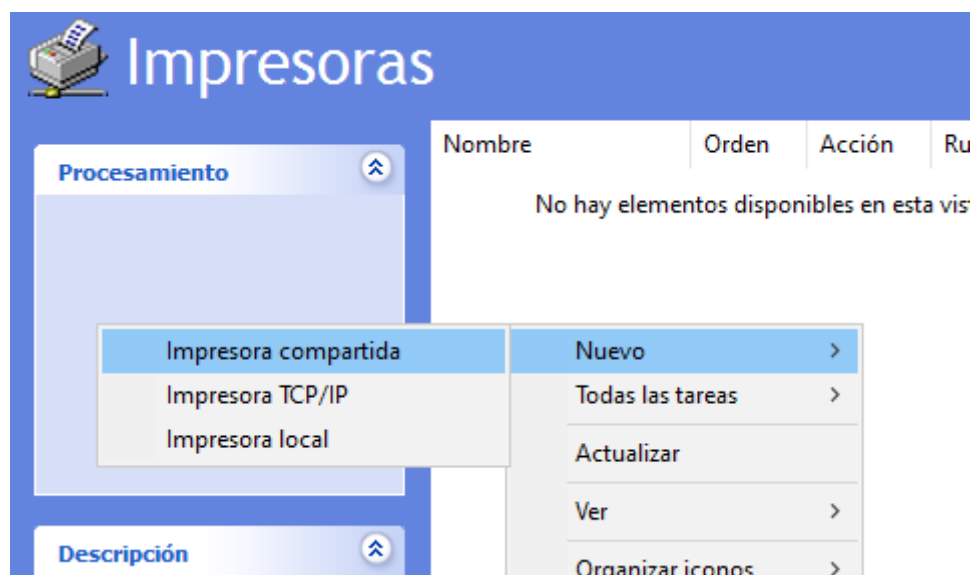 Impresoras
Nombre Orden Acción Ru
Procesamiento
No hay elementos disponibles en esta vis
Impresora compartida
Impresora TCP/IP
Impresora local
Nuevo
Todas las tareas
Actualizar
Ver
Organizar iconos
Descripción